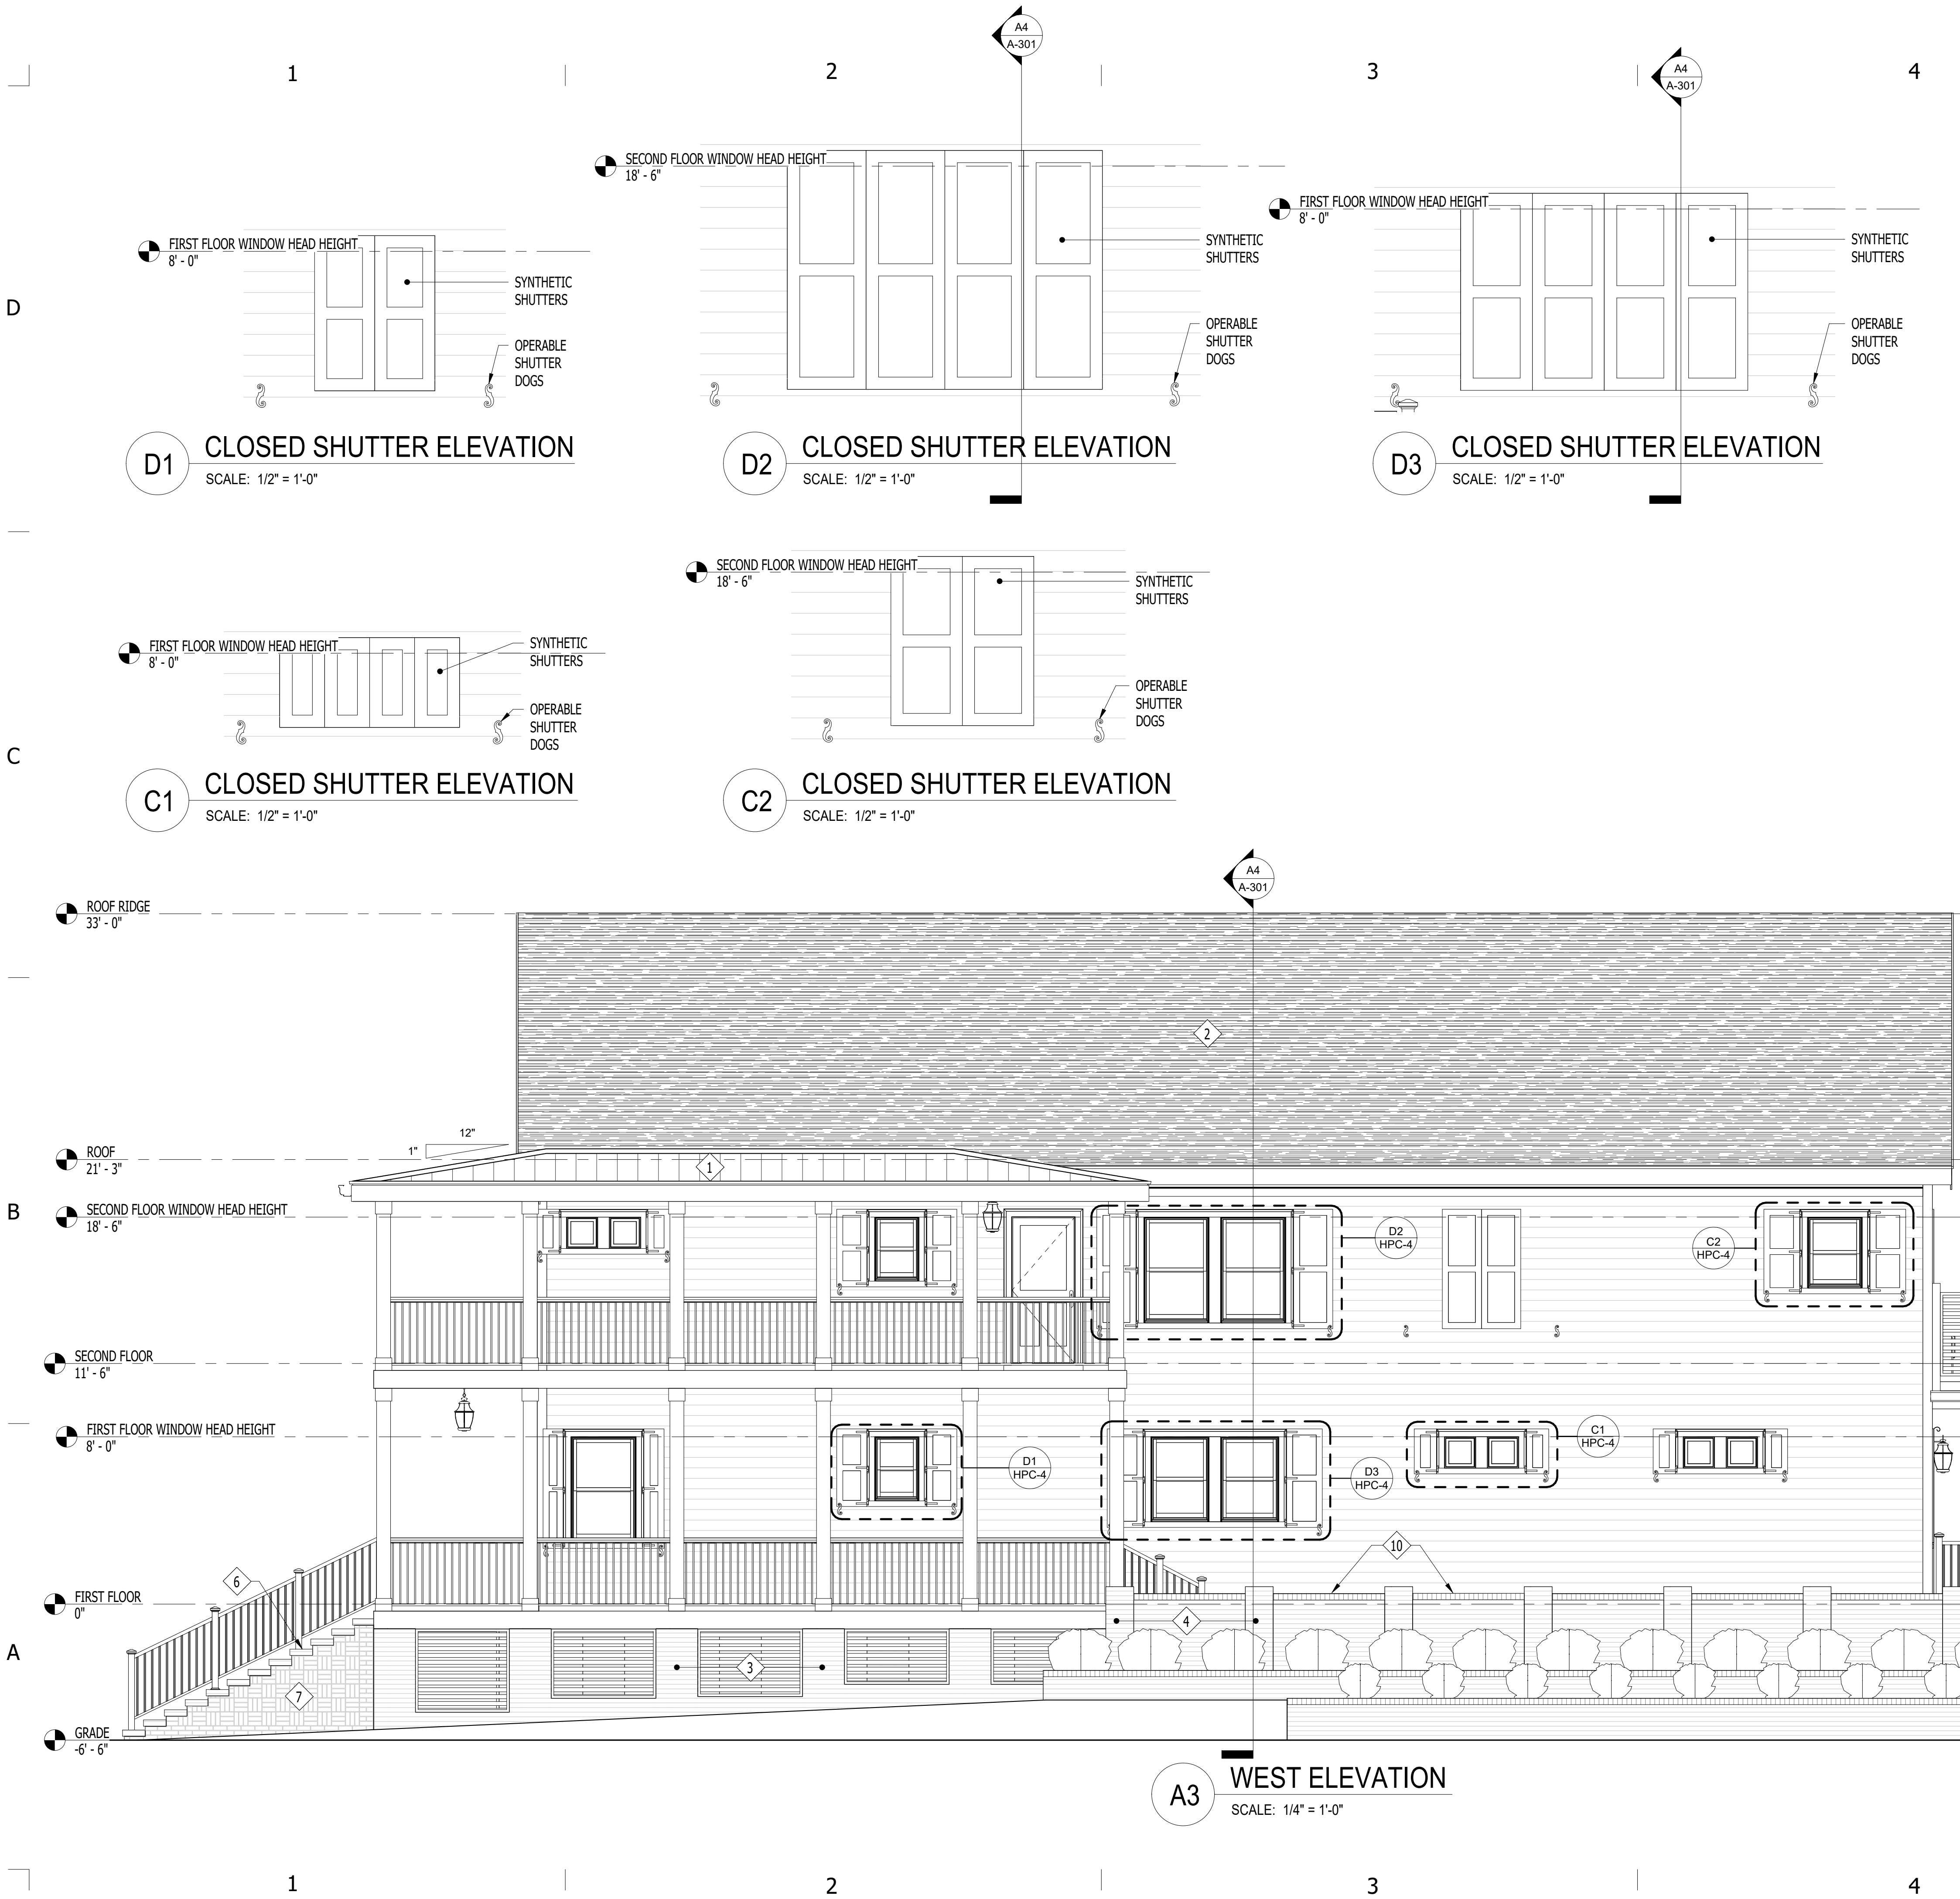 A4
A-301
1
2
3
4
A4
A-301
SECOND FLOOR WINDOW HEAD HEIGHT
18' - 6"
FIRST FLOOR WINDOW HEAD HEIGHT
8' - 0"
FIRST FLOOR WINDOW HEAD HEIGHT
8' - 0"
SYNTHETIC
SHUTTERS
SYNTHETIC
SHUTTERS
SYNTHETIC
SHUTTERS
D
OPERABLE
SHUTTER
DOGS
OPERABLE
SHUTTER
DOGS
OPERABLE
SHUTTER
DOGS
D1
CLOSED SHUTTER ELEVATION
SCALE: 1/2" = 1'-0"
D2
CLOSED SHUTTER ELEVATION
SCALE: 1/2" = 1'-0"
D3
CLOSED SHUTTER ELEVATION
SCALE: 1/2" = 1'-0"
SECOND FLOOR WINDOW HEAD HEIGHT
18' - 6"
SYNTHETIC
SHUTTERS
FIRST FLOOR WINDOW HEAD HEIGHT
8' - 0"
SYNTHETIC
SHUTTERS
OPERABLE
SHUTTER
DOGS
OPERABLE
SHUTTER
DOGS
C
C1
CLOSED SHUTTER ELEVATION
SCALE: 1/2" = 1'-0"
C2
CLOSED SHUTTER ELEVATION
SCALE: 1/2" = 1'-0"
A4
A-301
ROOF RIDGE
33' - 0"
2
12"
1"
ROOF
21' - 3"
1
B
SECOND FLOOR WINDOW HEAD HEIGHT
18' - 6"
D2
HPC-4
C2
HPC-4
SECOND FLOOR
11' - 6"
FIRST FLOOR WINDOW HEAD HEIGHT
8' - 0"
C1
HPC-4
D1
HPC-4
D3
HPC-4
10
6
FIRST FLOOR
0"
4
A
3
7
GRADE
-6' - 6"
A3
WEST ELEVATION
SCALE: 1/4" = 1'-0"
1
2
3
4